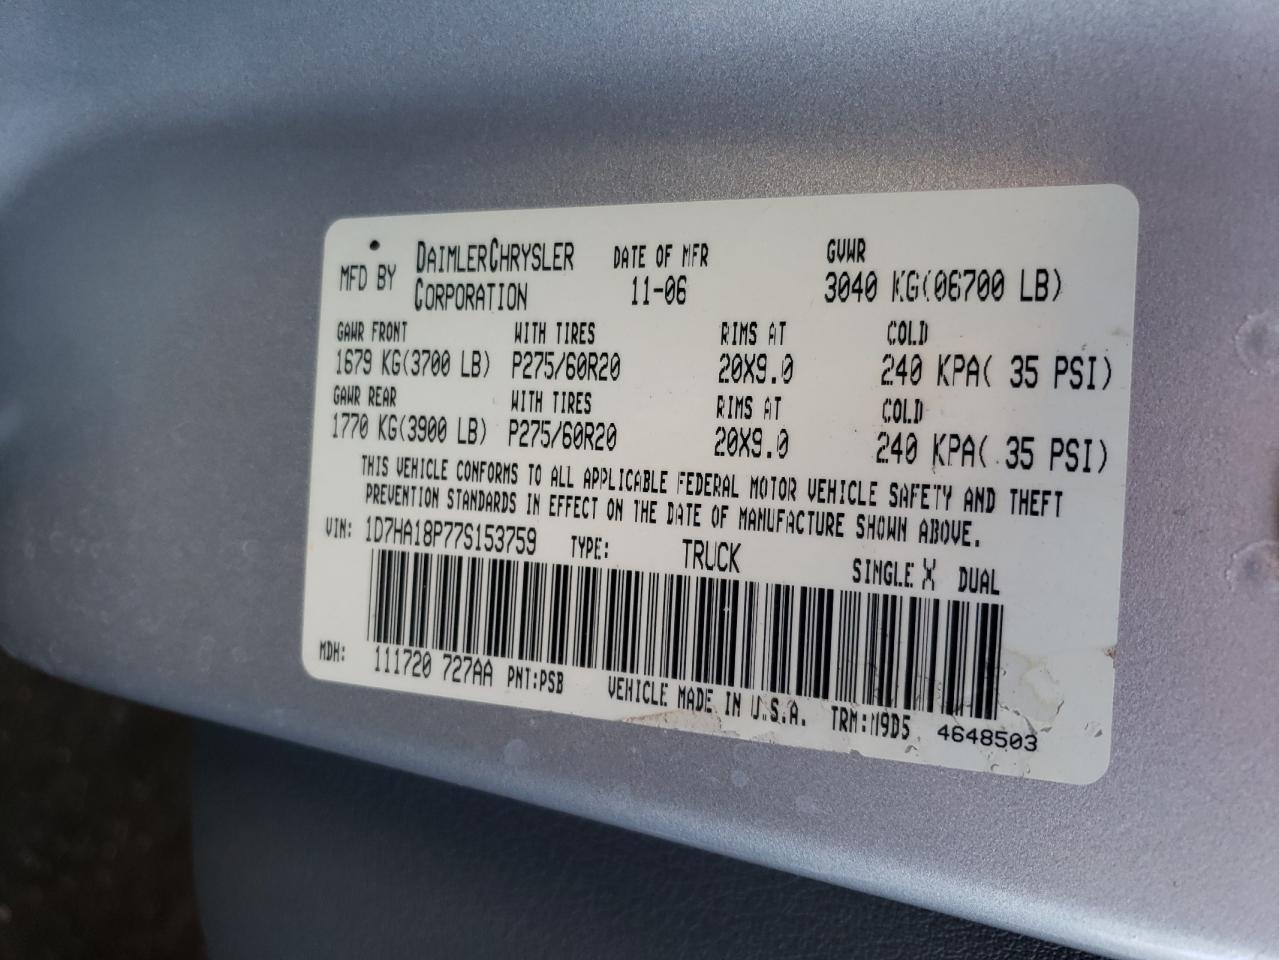 MFD BY DAIMLERCHRYSLER CORPORATION
DATE OF MFR 11-06
GVWR 3040 KG(06700 LB)
GAWR FRONT WITH TIRES RIMS AT COLD
1679 KG(3700 LB) P275/60R20 20X9.0 240 KPA( 35 PSI)
GAWR REAR WITH TIRES RIMS AT COLD
1770 KG(3900 LB) P275/60R20 20X9.0 240 KPA( 35 PSI)
THIS VEHICLE CONFORMS TO ALL APPLICABLE FEDERAL MOTOR VEHICLE SAFETY AND THEFT
PREVENTION STANDARDS IN EFFECT ON THE DATE OF MANUFACTURE SHOWN ABOVE.
VIN: 1D7HA18P77S153759 TYPE: TRUCK SINGLE X DUAL
MDH: 111720 727AA PNT:PSB VEHICLE MADE IN U.S.A. TRM:M9D5 4648503